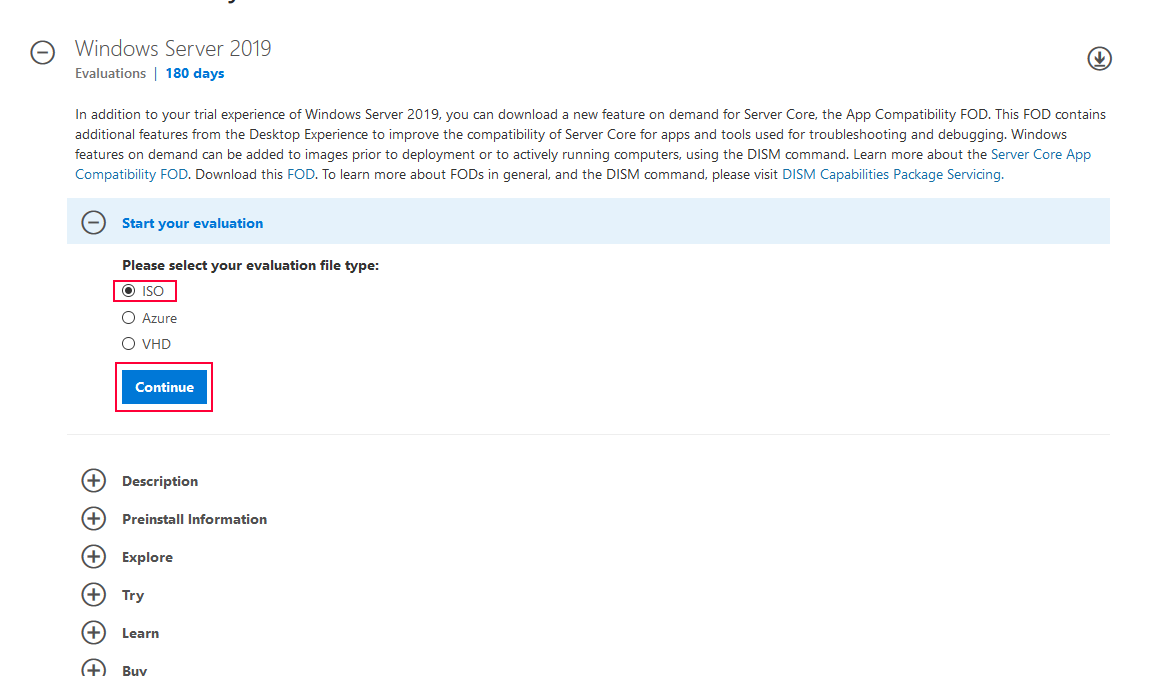 Windows Server 2019
Evaluations | 180 days
In addition to your trial experience of Windows Server 2019, you can download a new feature on demand for Server Core, the App Compatibility FOD. This FOD contains
additional features from the Desktop Experience to improve the compatibility of Server Core for apps and tools used for troubleshooting and debugging. Windows
features on demand can be added to images prior to deployment or to actively running computers, using the DISM command. Learn more about the Server Core App
Compatibility FOD. Download this FOD. To learn more about FODs in general, and the DISM command, please visit DISM Capabilities Package Servicing.
Start your evaluation
Please select your evaluation file type:
ISO
Azure
VHD
Continue
Description
Preinstall Information
Explore
Try
Learn
Buy